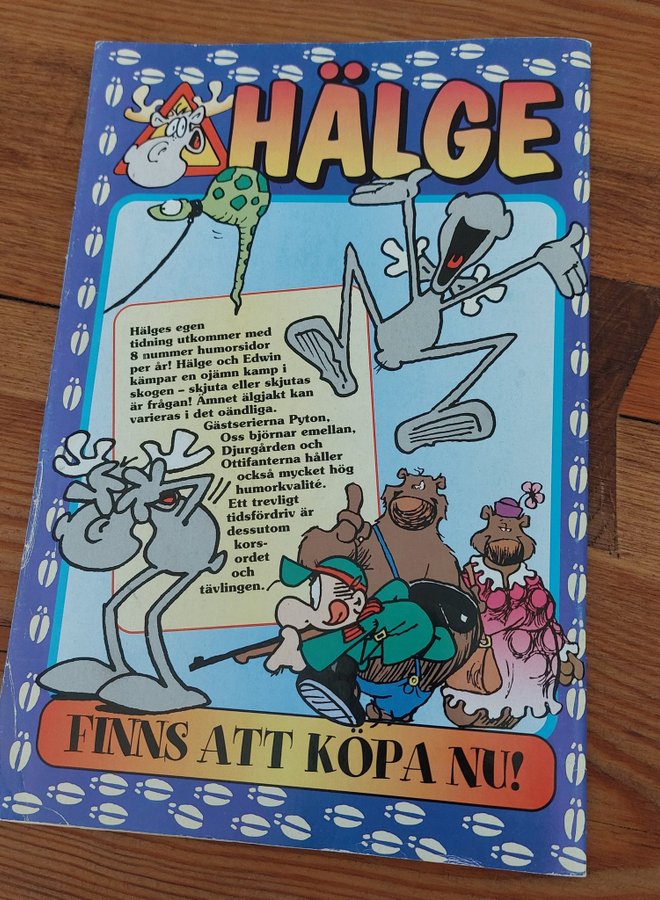 HÄLGE
Hälges egen
tidning utkommer med
8 nummer humorsidor
per år! Hälge och Edwin
kämpar en ojämn kamp i
skogen – skjuta eller skjutas
är frågan! Ämnet älgjakt kan
varieras i det oändliga.
Gästserierna Pyton,
Oss björnar emellan,
Djurgården och
Ottifanterna håller
också mycket hög
humorkvalité.
Ett trevligt
tidsfördriv är
dessutom
kors-
ordet
och
tävlingen.
FINNS ATT KÖPA NU!